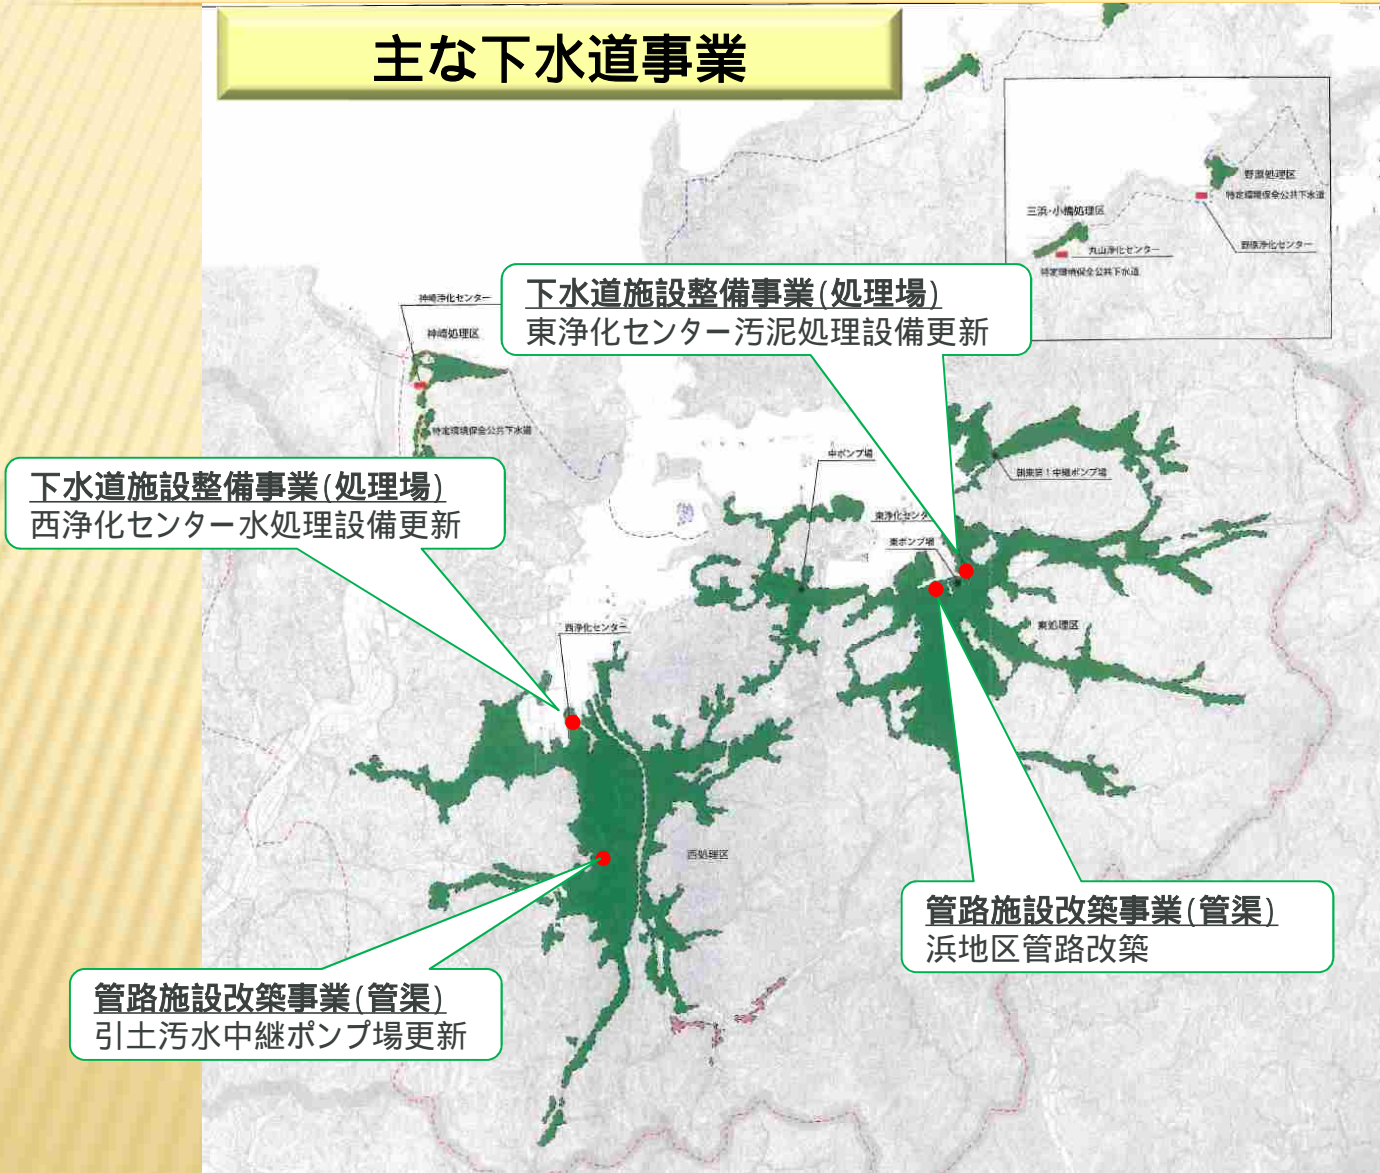 主な下水道事業
野原処理区
特定環境保全公共下水道
三浜・小橋処理区
丸山浄化センター
野原浄化センター
特定環境保全公共下水道
神崎浄化センター
神崎処理区
特定環境保全公共下水道
下水道施設整備事業(処理場)
東浄化センター汚泥処理設備更新
中ポンプ場
下水道施設整備事業(処理場)
西浄化センター水処理設備更新
東浄化センタ
東ポンプ場
西浄化センター
東処理区
西処理区
管路施設改築事業(管渠)
浜地区管路改築
管路施設改築事業(管渠)
引土汚水中継ポンプ場更新